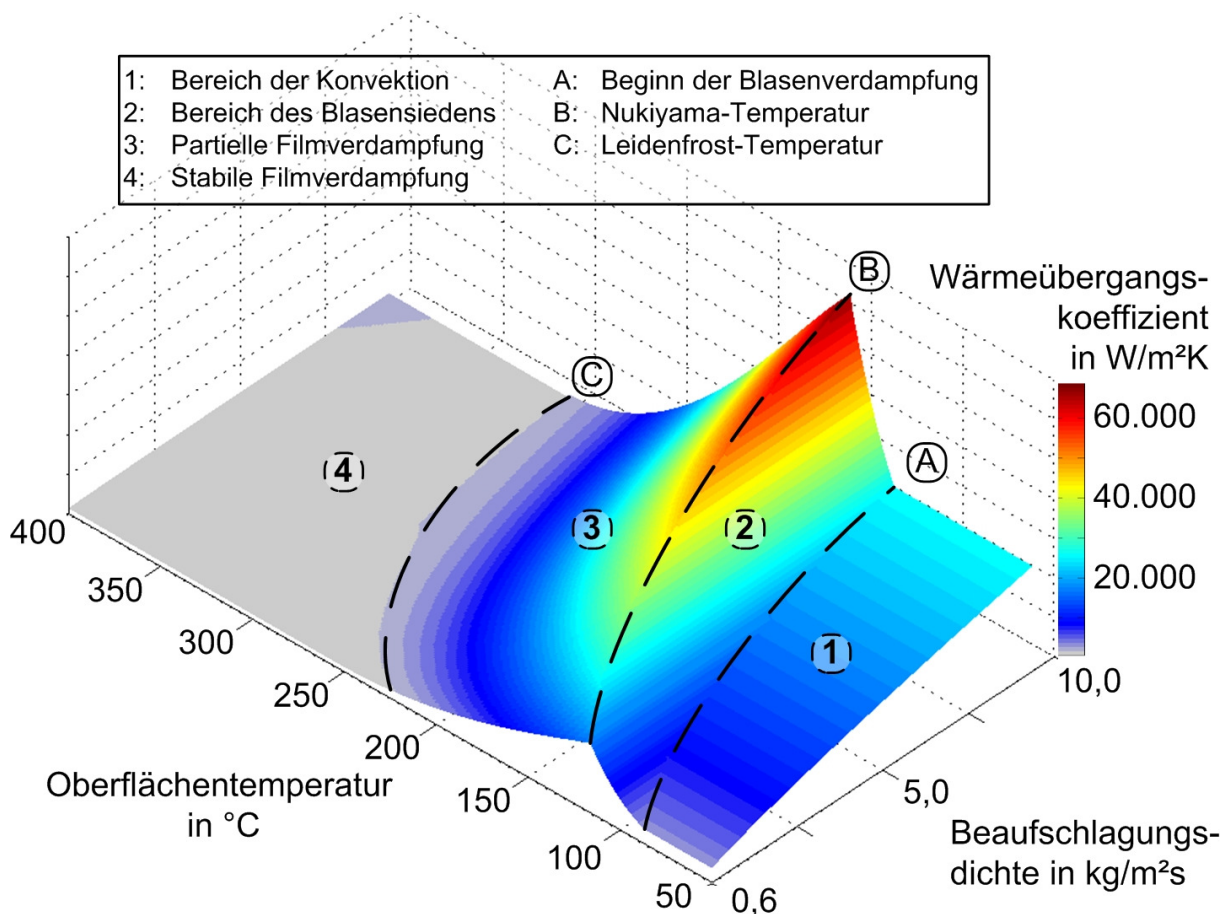 1: Bereich der Konvektion
2: Bereich des Blasensiedens
3: Partielle Filmverdampfung
4: Stabile Filmverdampfung
A: Beginn der Blasenverdampfung
B: Nukiyama-Temperatur
C: Leidenfrost-Temperatur
B
Wärmeübergangs-
koeffizient
in W/m²K
60.000
40.000
20.000
C
A
4
3
2
1
400
350
300
250
200
150
100
50
Oberflächentemperatur
in °C
10,0
5,0
0,6
Beaufschlagungs-
dichte in kg/m²s